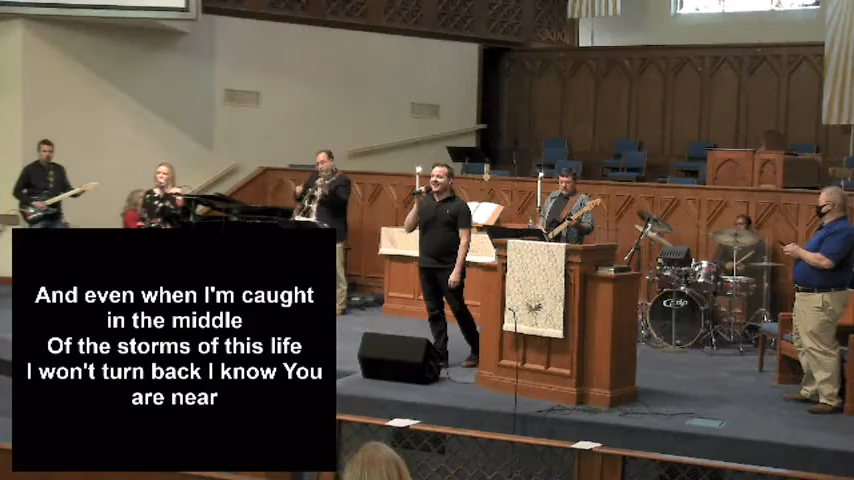 And even when I'm caught
in the middle
Of the storms of this life
I won't turn back I know You
are near